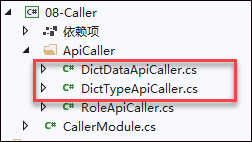 08-Caller
依赖项
ApiCaller
C# DictDataApiCaller.cs
C# DictTypeApiCaller.cs
C# RoleApiCaller.cs
C# CallerModule.cs